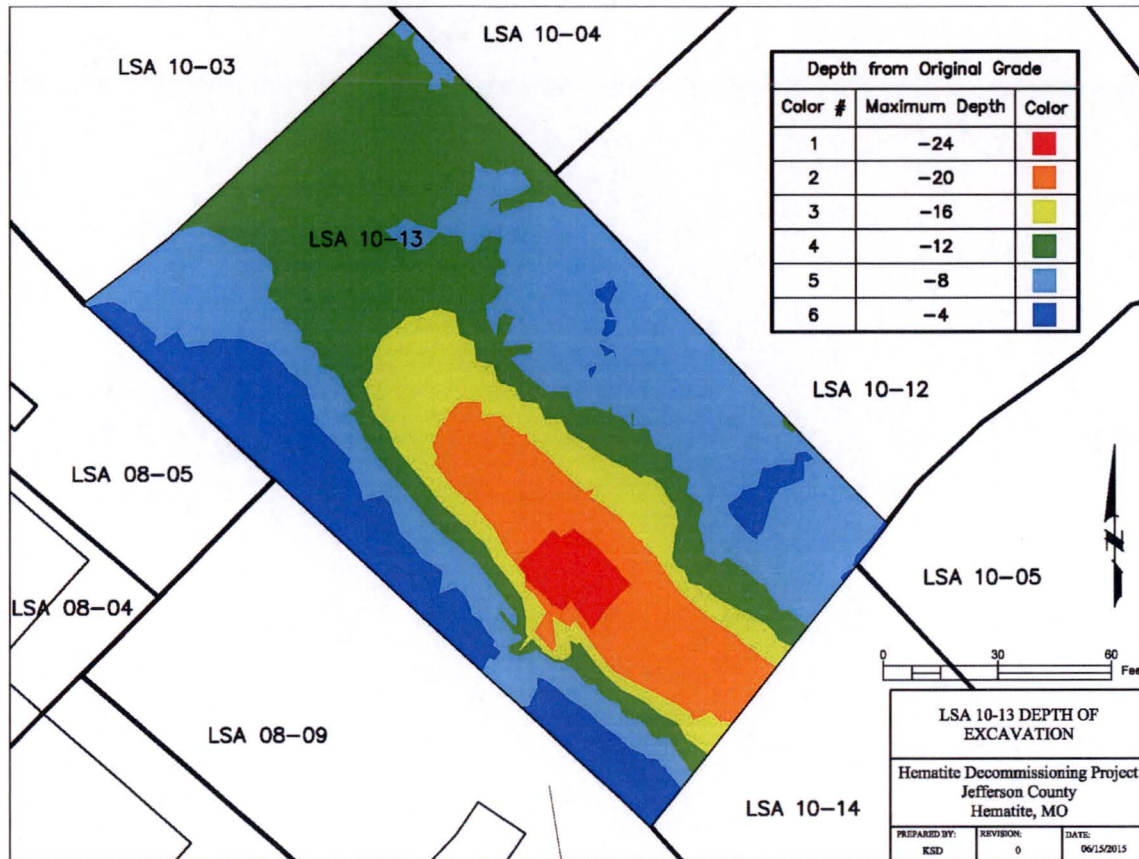 LSA 10-03
LSA 10-04
LSA 10-13
LSA 10-12
LSA 08-05
LSA 10-05
LSA 08-04
LSA 08-09
LSA 10-14
Depth from Original Grade
Color # Maximum Depth Color
1 -24
2 -20
3 -16
4 -12
5 -8
6 -4
N
0 30 60
Fee
LSA 10-13 DEPTH OF
EXCAVATION
Hematite Decommissioning Project
Jefferson County
Hematite, MO
PREPARED BY: REVISION: DATE:
KSD 0 06/15/2015